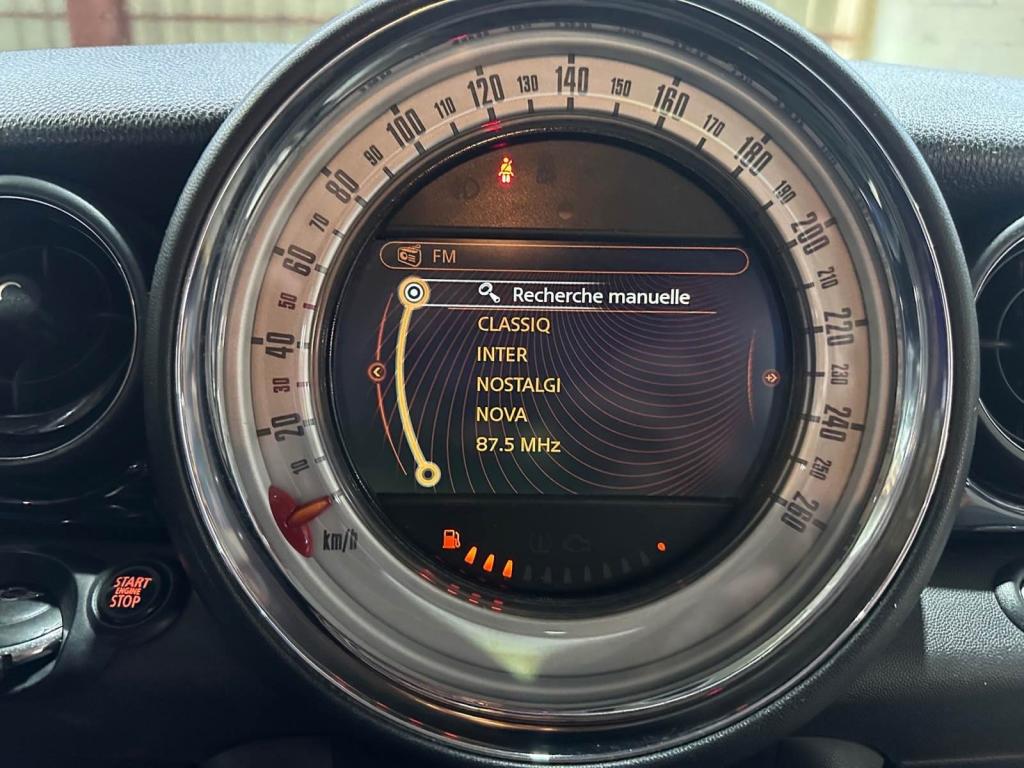 10
20
30
40
50
60
70
80
90
100
110
120
130
140
150
160
170
180
190
200
210
220
230
240
250
260
km/h
FM
Recherche manuelle
CLASSIQ
INTER
NOSTALGI
NOVA
87.5 MHz
START
ENGINE
STOP